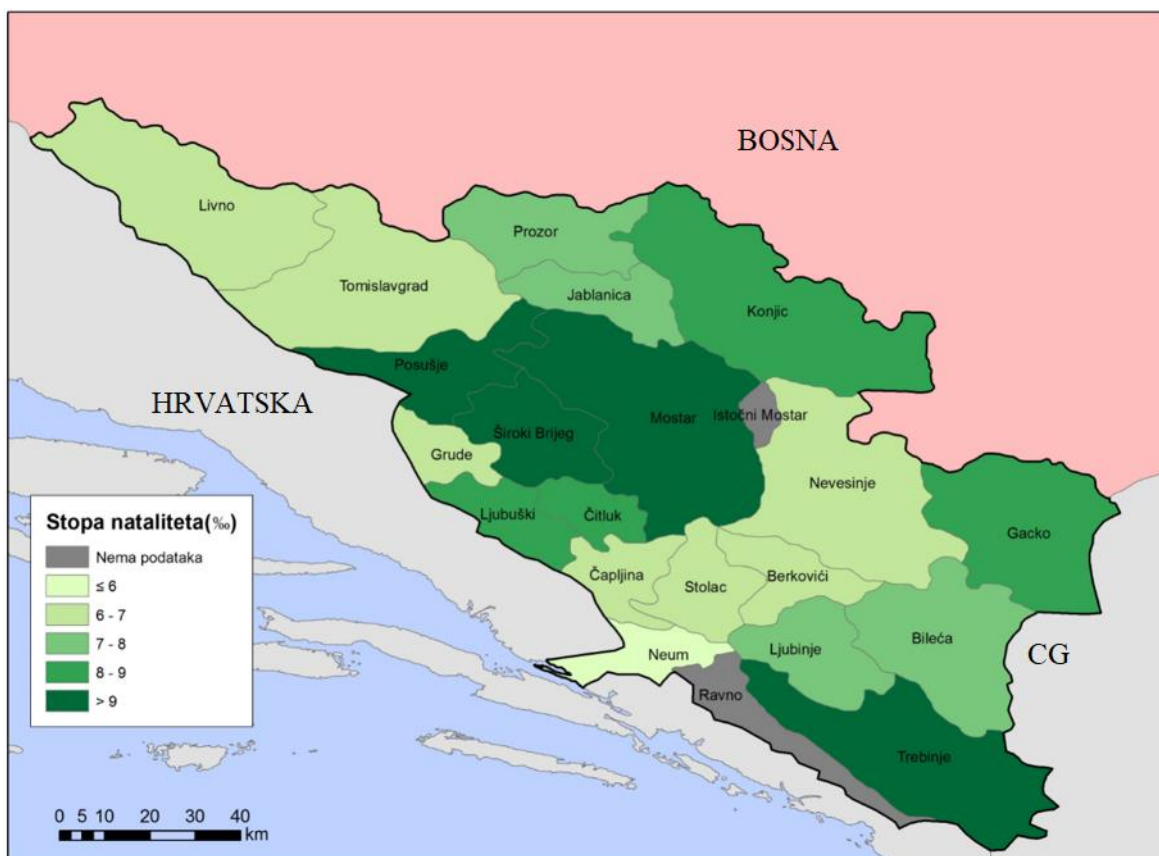 BOSNA
Livno
Prozor
Tomislavgrad
Jablanica
Konjic
Posušje
HRVATSKA
Mostar
Istočni Mostar
Široki Brijeg
Grude
Nevesinje
Ljubuški
Čitluk
Gacko
Čapljina
Stolac
Berkovići
Bileća
Ljubinje
Neum
CG
Ravno
Trebinje
Stopa nataliteta(‰)
Nema podataka
≤ 6
6 - 7
7 - 8
8 - 9
> 9
0 5 10 20 30 40
km